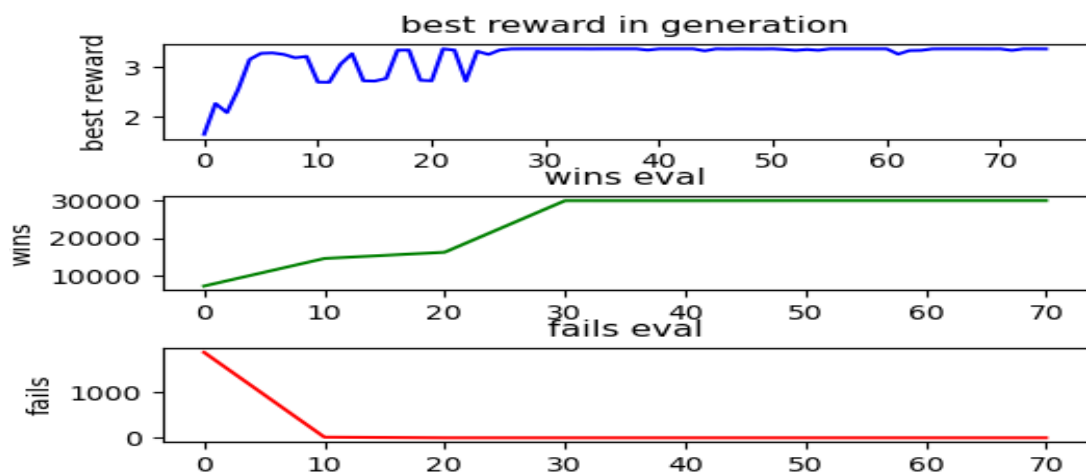 best reward in generation
best reward
3
2
0 10 20 30 40 50 60 70
wins eval
wins
30000
20000
10000
0 10 20 30 40 50 60 70
fails eval
fails
1000
0
0 10 20 30 40 50 60 70